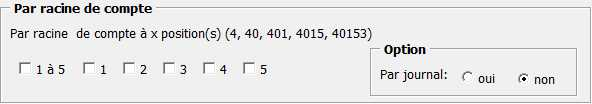 Par racine de compte
Par racine de compte à x position(s) (4, 40, 401, 4015, 40153)
1 à 5 1 2 3 4 5
Option
Par journal: oui non